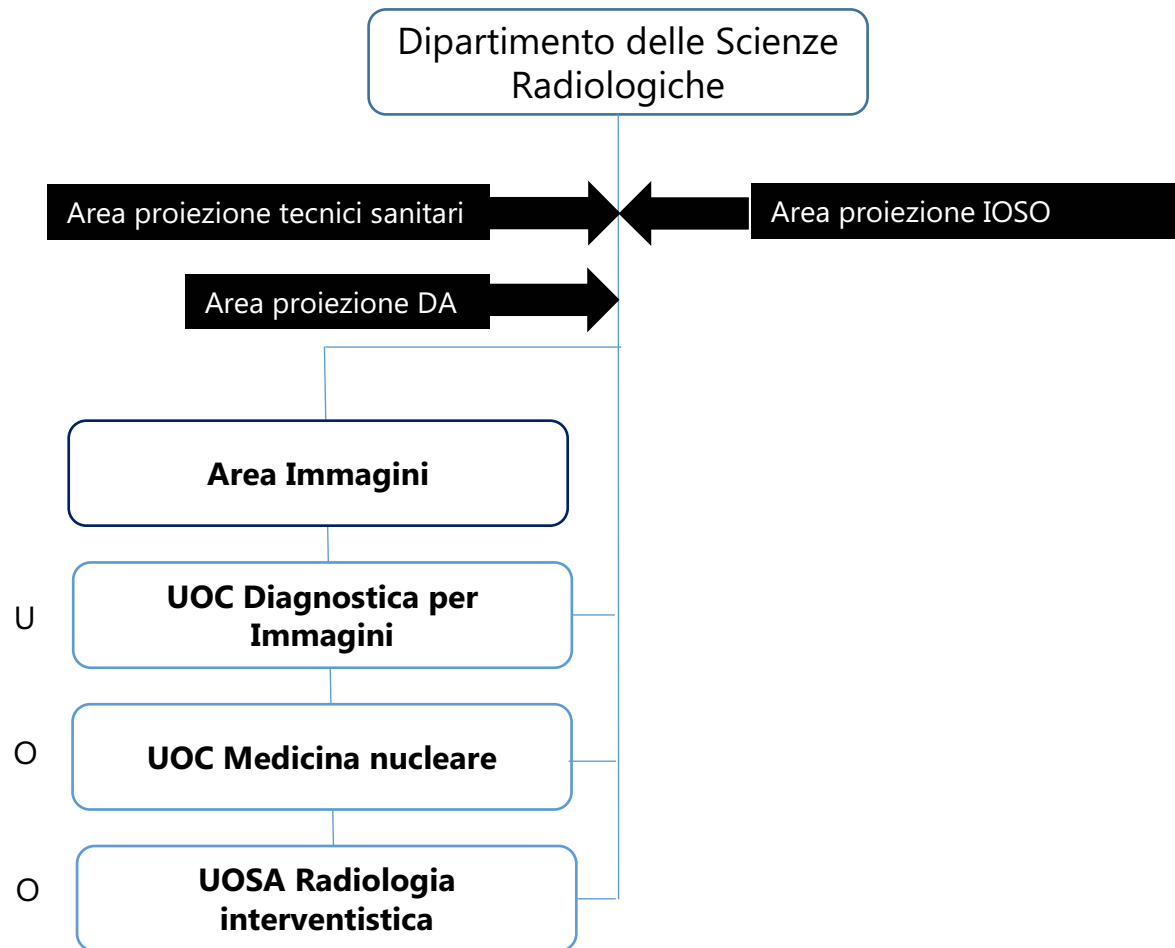 Dipartimento delle Scienze
Radiologiche
Area proiezione tecnici sanitari
Area proiezione IOSO
Area proiezione DA
Area Immagini
U
UOC Diagnostica per
Immagini
O
UOC Medicina nucleare
O
UOSA Radiologia
interventistica